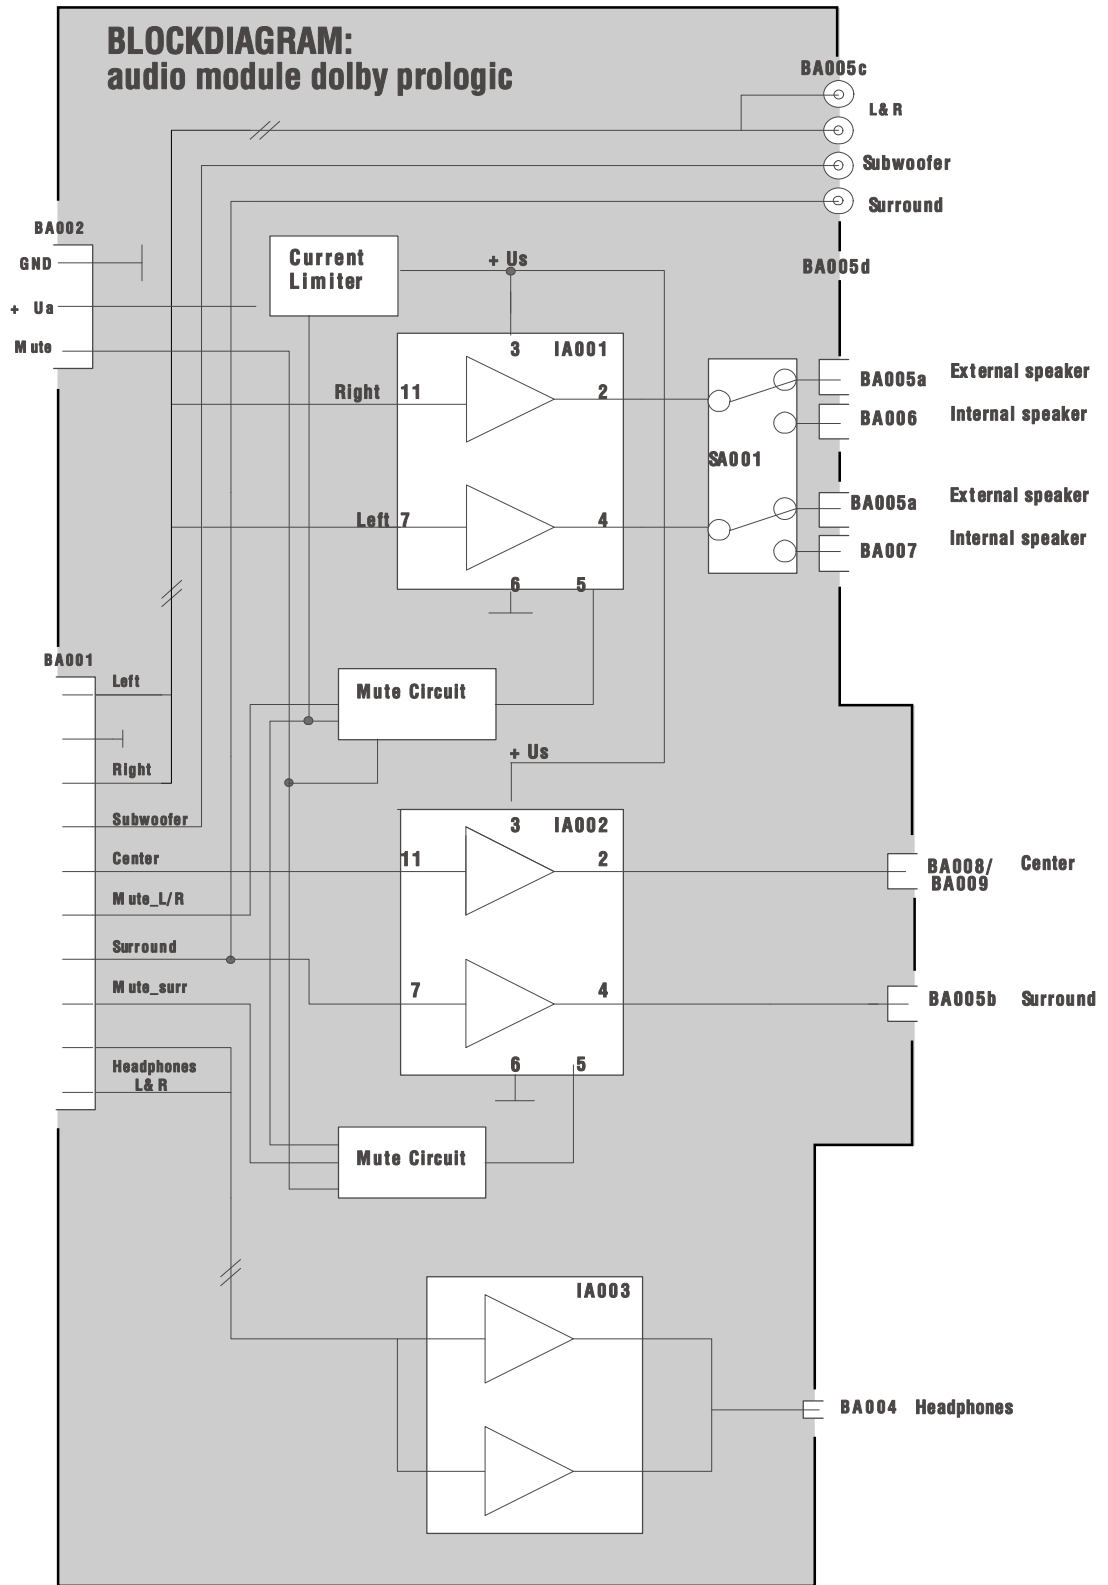 BLOCKDIAGRAM:
audio module dolby prologic
BA005c
L&R
Subwoofer
Surround
BA002
GND
+ Ua
Mute
Current
Limiter
+ Us
BA005d
3 IA001
Right 11 2
BA005a External speaker
BA006 Internal speaker
SA001
Left 7 4
BA005a External speaker
BA007 Internal speaker
6 5
BA001
Left
Mute Circuit
Right
+ Us
Subwoofer
3 IA002
Center
11 2
BA008/
BA009
Center
Mute_L/R
Surround
Mute_surr
7 4
BA005b Surround
6 5
Headphones
L&R
Mute Circuit
IA003
BA004 Headphones